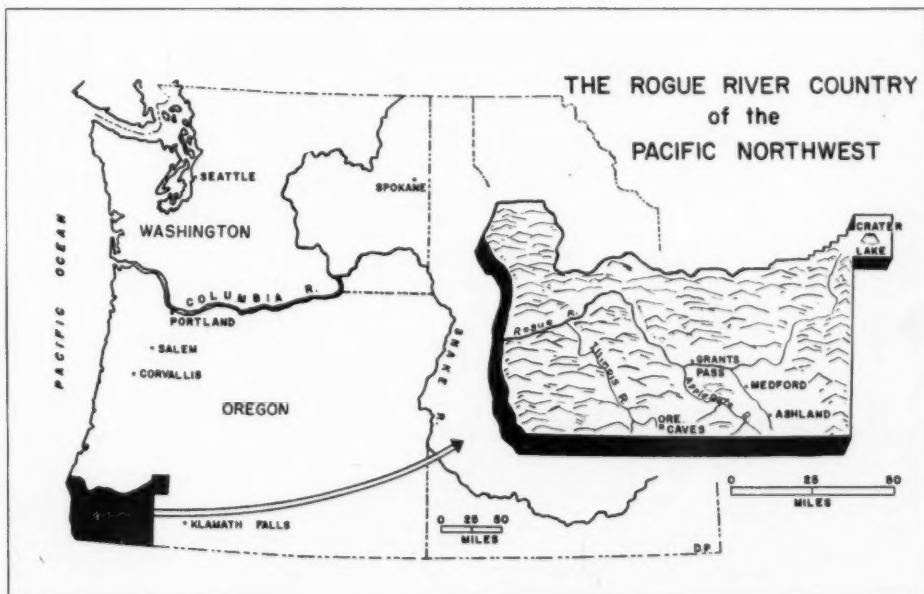 THE ROGUE RIVER COUNTRY
of the
PACIFIC NORTHWEST
SEATTLE
SPOKANE
WASHINGTON
PACIFIC OCEAN
COLUMBIA R.
PORTLAND
SALEM
CORVALLIS
OREGON
SNAKE R.
KLAMATH FALLS
0 25 50
MILES
D.P.
CRATER
LAKE
Rogue R.
Illinois R.
GRANTS
PASS
Applegate
MEDFORD
ORE.
CAVES
ASHLAND
0 25 50
MILES